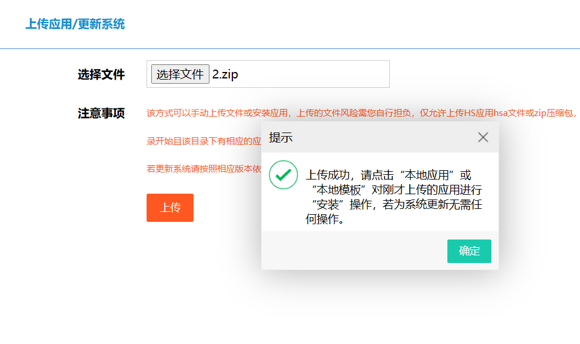 上传应用/更新系统
选择文件
选择文件 2.zip
注意事项
该方式可以手动上传文件或安装应用，上传的文件风险需您自行担负，仅允许上传HS应用hsa文件或zip压缩包，
录开始且该目录下有相应的应
若更新系统请按照相应版本依
上传
提示
上传成功，请点击“本地应用”或
“本地模板”对刚才上传的应用进行
“安装”操作，若为系统更新无需任
何操作。
确定